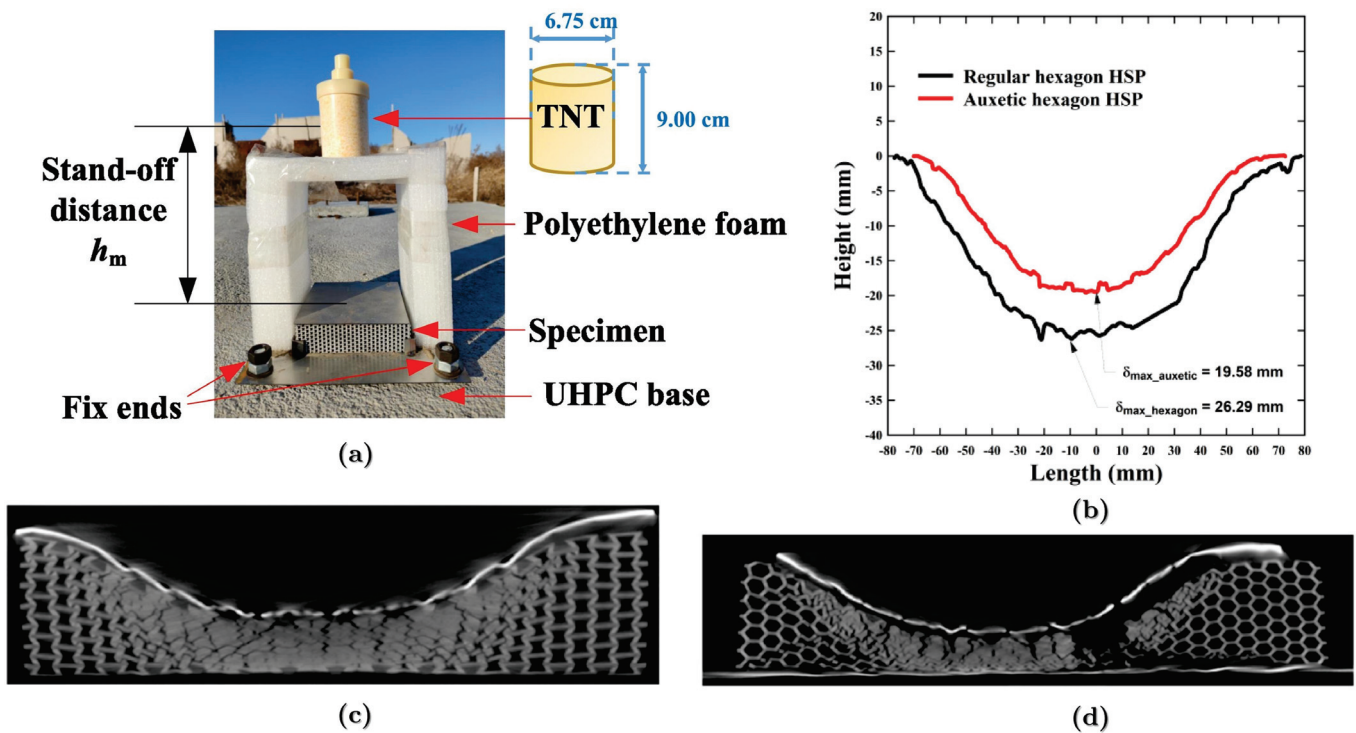 6.75 cm
TNT
9.00 cm
Stand-off
distance
hm
Polyethylene foam
Specimen
Fix ends
UHPC base
(a)
20
15
10
5
0
-5
-10
-15
-20
-25
-30
-35
-40
Height (mm)
Regular hexagon HSP
Auxetic hexagon HSP
δmax_auxetic = 19.58 mm
δmax_hexagon = 26.29 mm
-80 -70 -60 -50 -40 -30 -20 -10 0 10 20 30 40 50 60 70 80
Length (mm)
(b)
(c)
(d)